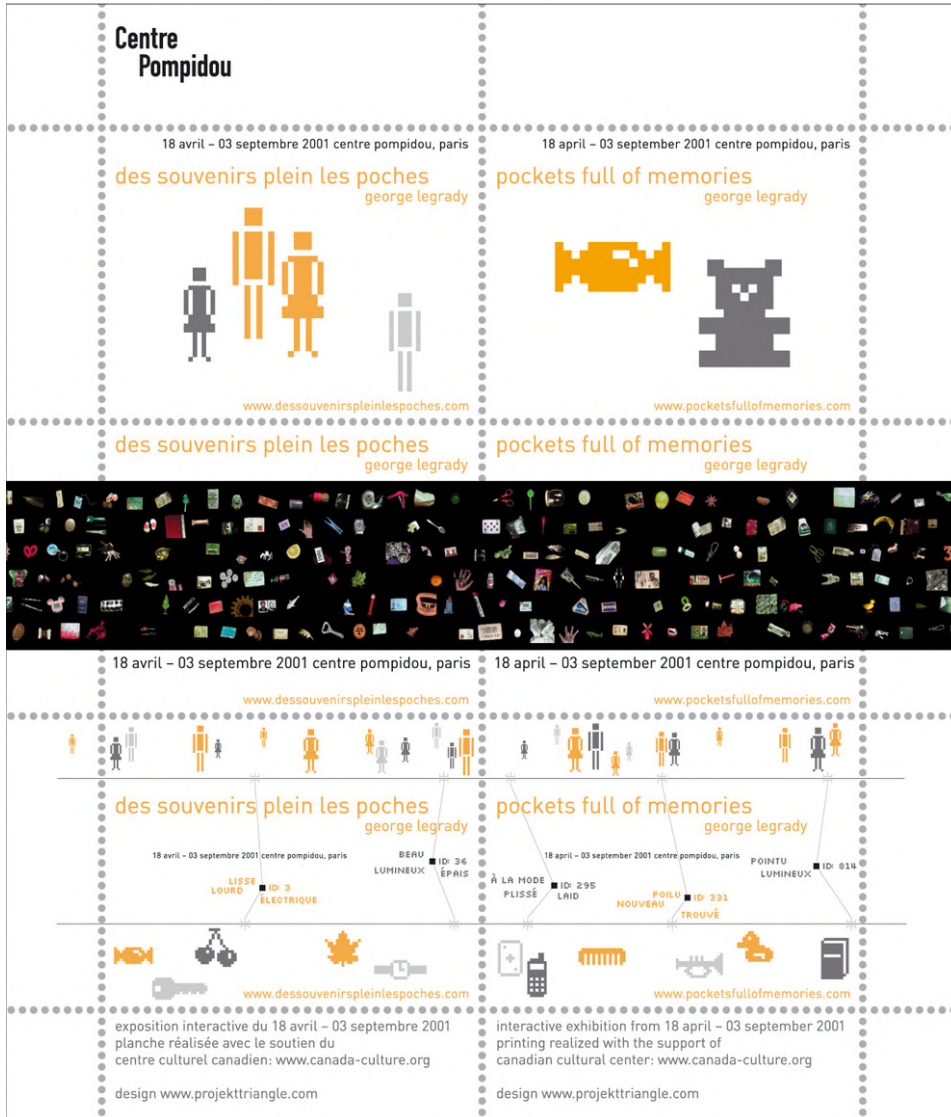 Centre
Pompidou
18 avril – 03 septembre 2001 centre pompidou, paris
des souvenirs plein les poches
george legrady
www.dessouvenirspleinlespoches.com
18 april – 03 september 2001 centre pompidou, paris
pockets full of memories
george legrady
www.pocketsfullofmemories.com
des souvenirs plein les poches
george legrady
pockets full of memories
george legrady
18 avril – 03 septembre 2001 centre pompidou, paris
www.dessouvenirspleinlespoches.com
18 april – 03 september 2001 centre pompidou, paris
www.pocketsfullofmemories.com
des souvenirs plein les poches
george legrady
18 avril – 03 septembre 2001 centre pompidou, paris
LISSE
LOURD
ID: 3
ÉLECTRIQUE
BEAU
LUMINEUX
ID: 36
ÉPAIS
www.dessouvenirspleinlespoches.com
pockets full of memories
george legrady
18 april – 03 september 2001 centre pompidou, paris
À LA MODE
PLISSÉ
ID: 295
LAID
POILU
NOUVEAU
ID: 331
TROUVÉ
POINTU
LUMINEUX
ID: 814
www.pocketsfullofmemories.com
exposition interactive du 18 avril – 03 septembre 2001
planche réalisée avec le soutien du
centre culturel canadien: www.canada-culture.org
design www.projekttriangle.com
interactive exhibition from 18 april – 03 september 2001
printing realized with the support of
canadian cultural center: www.canada-culture.org
design www.projekttriangle.com